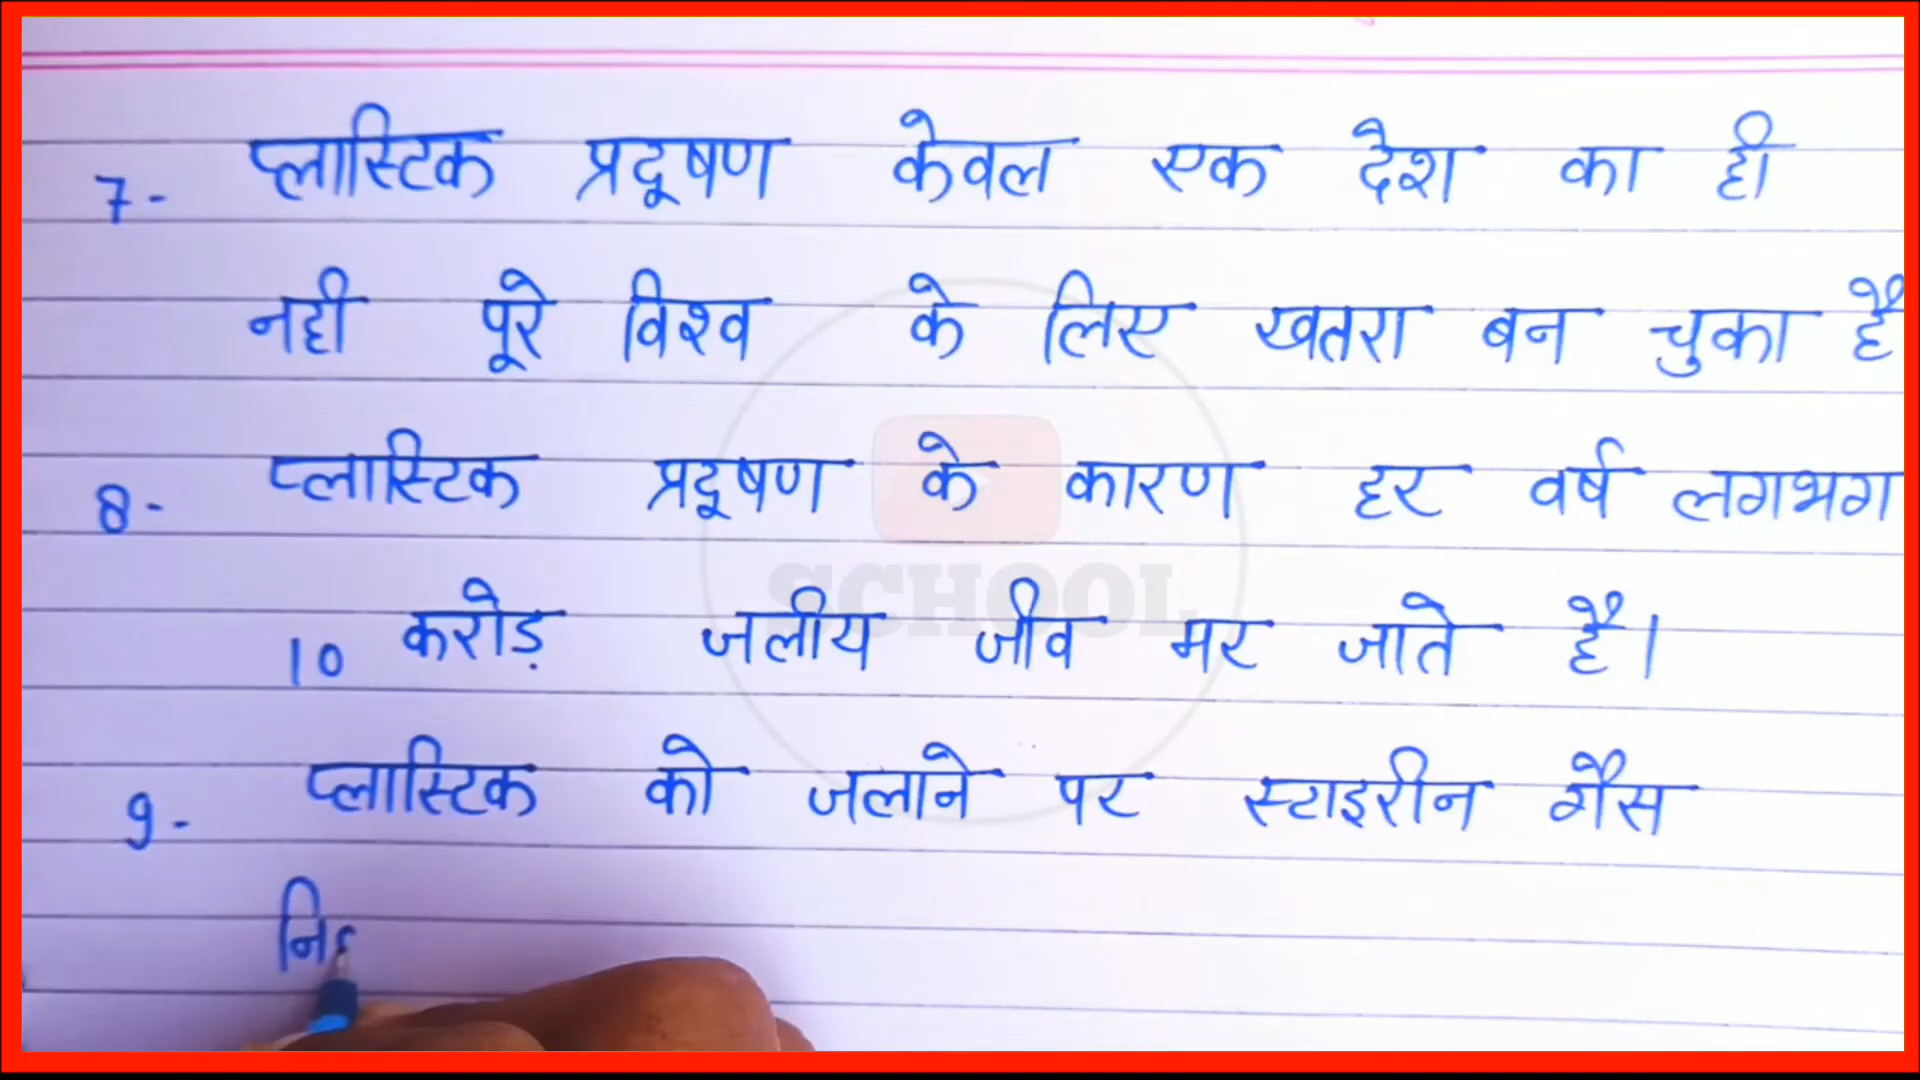 7- प्लास्टिक प्रदूषण केवल एक देश का ही
नही पूरे विश्व के लिए खतरा बन चुका है
8- प्लास्टिक प्रदूषण के कारण हर वर्ष लगभग
10 करोड़ जलीय जीव मर जाते है।
9- प्लास्टिक को जलाने पर स्टाइरीन गैस
SCHOOL